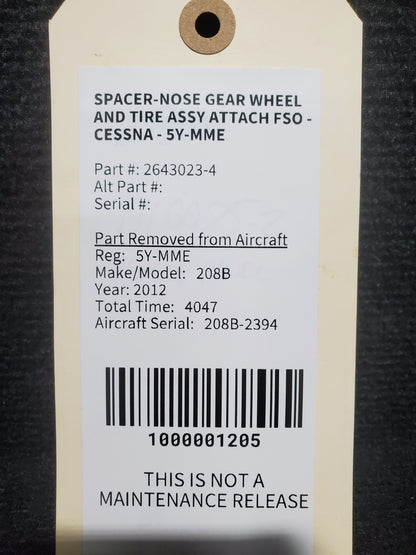 SPACER-NOSE GEAR WHEEL
AND TIRE ASSY ATTACH FSO -
CESSNA - 5Y-MME
Part #: 2643023-4
Alt Part #:
Serial #:
Part Removed from Aircraft
Reg: 5Y-MME
Make/Model: 208B
Year: 2012
Total Time: 4047
Aircraft Serial: 208B-2394
1000001205
THIS IS NOT A
MAINTENANCE RELEASE